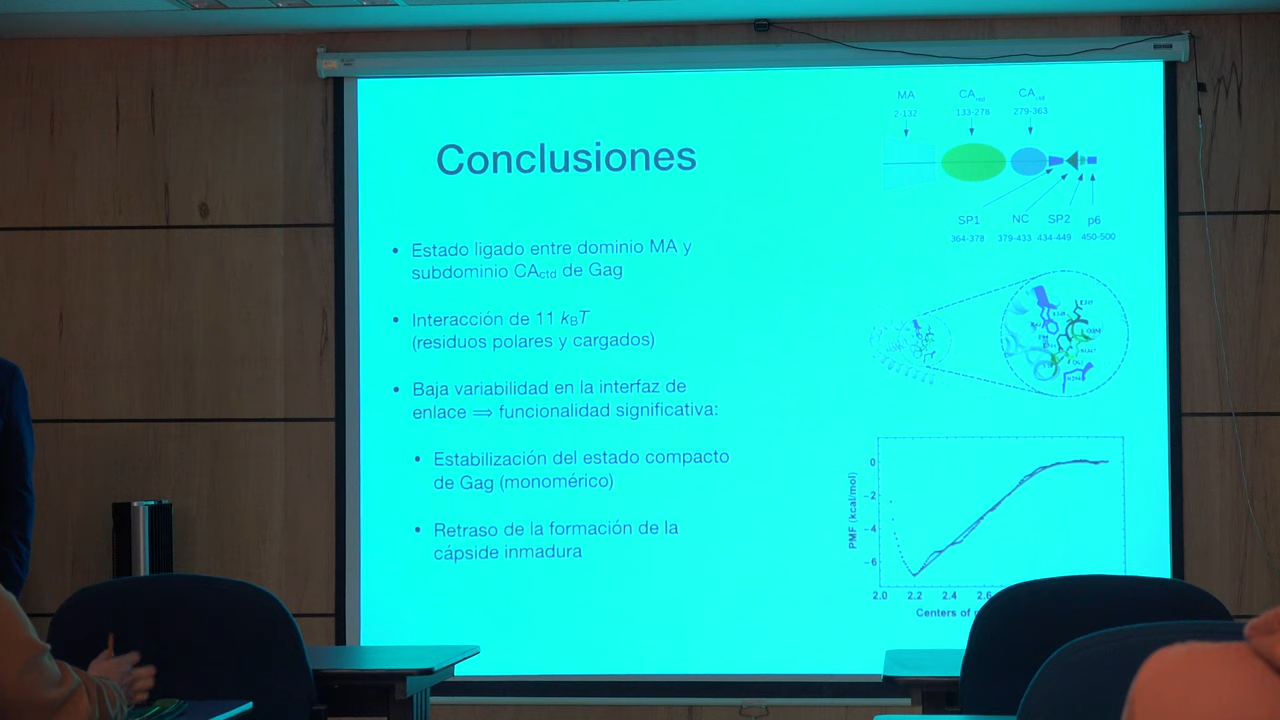 Conclusiones
• Estado ligado entre dominio MA y
subdominio CActd de Gag
• Interacción de 11 kBT
(residuos polares y cargados)
• Baja variabilidad en la interfaz de
enlace ⟹ funcionalidad significativa:
• Estabilización del estado compacto
de Gag (monomérico)
• Retraso de la formación de la
cápside inmadura
MA CAntd CActd
2-132 133-278 279-363
SP1 NC SP2 p6
364-378 379-433 434-449 450-500
PMF (kcal/mol)
0
-2
-4
-6
2.0 2.2 2.4 2.6
Centers of